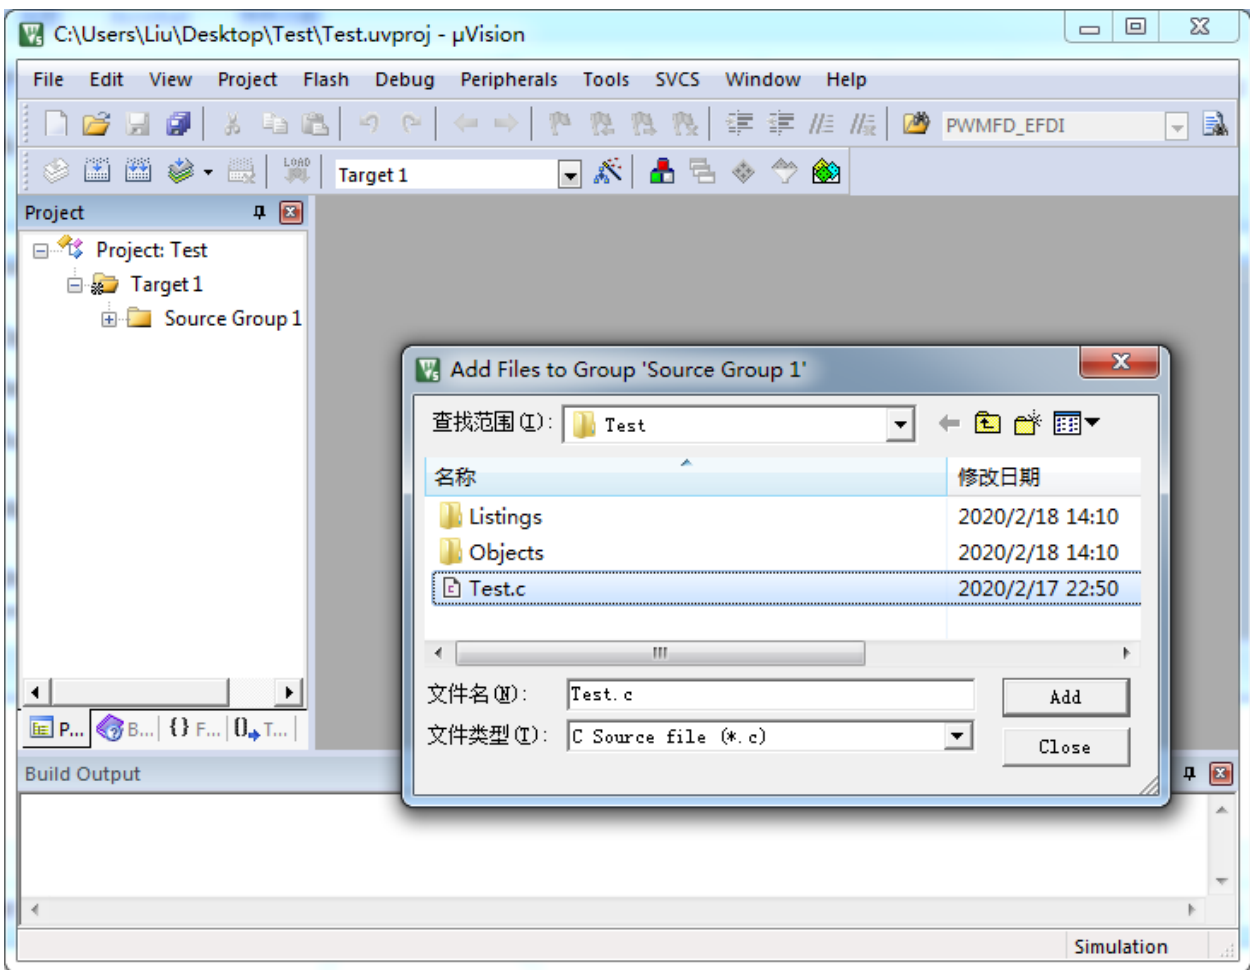 C:\Users\Liu\Desktop\Test\Test.uvproj - µVision
File Edit View Project Flash Debug Peripherals Tools SVCS Window Help
PWMFD_EFDI
LOAD
Target 1
Project
Project: Test
Target 1
Source Group 1
Add Files to Group 'Source Group 1'
查找范围(I): Test
名称 修改日期
Listings 2020/2/18 14:10
Objects 2020/2/18 14:10
Test.c 2020/2/17 22:50
文件名(N): Test.c Add
文件类型(T): C Source file (*.c) Close
P... B... {} F... 0 T...
Build Output
Simulation